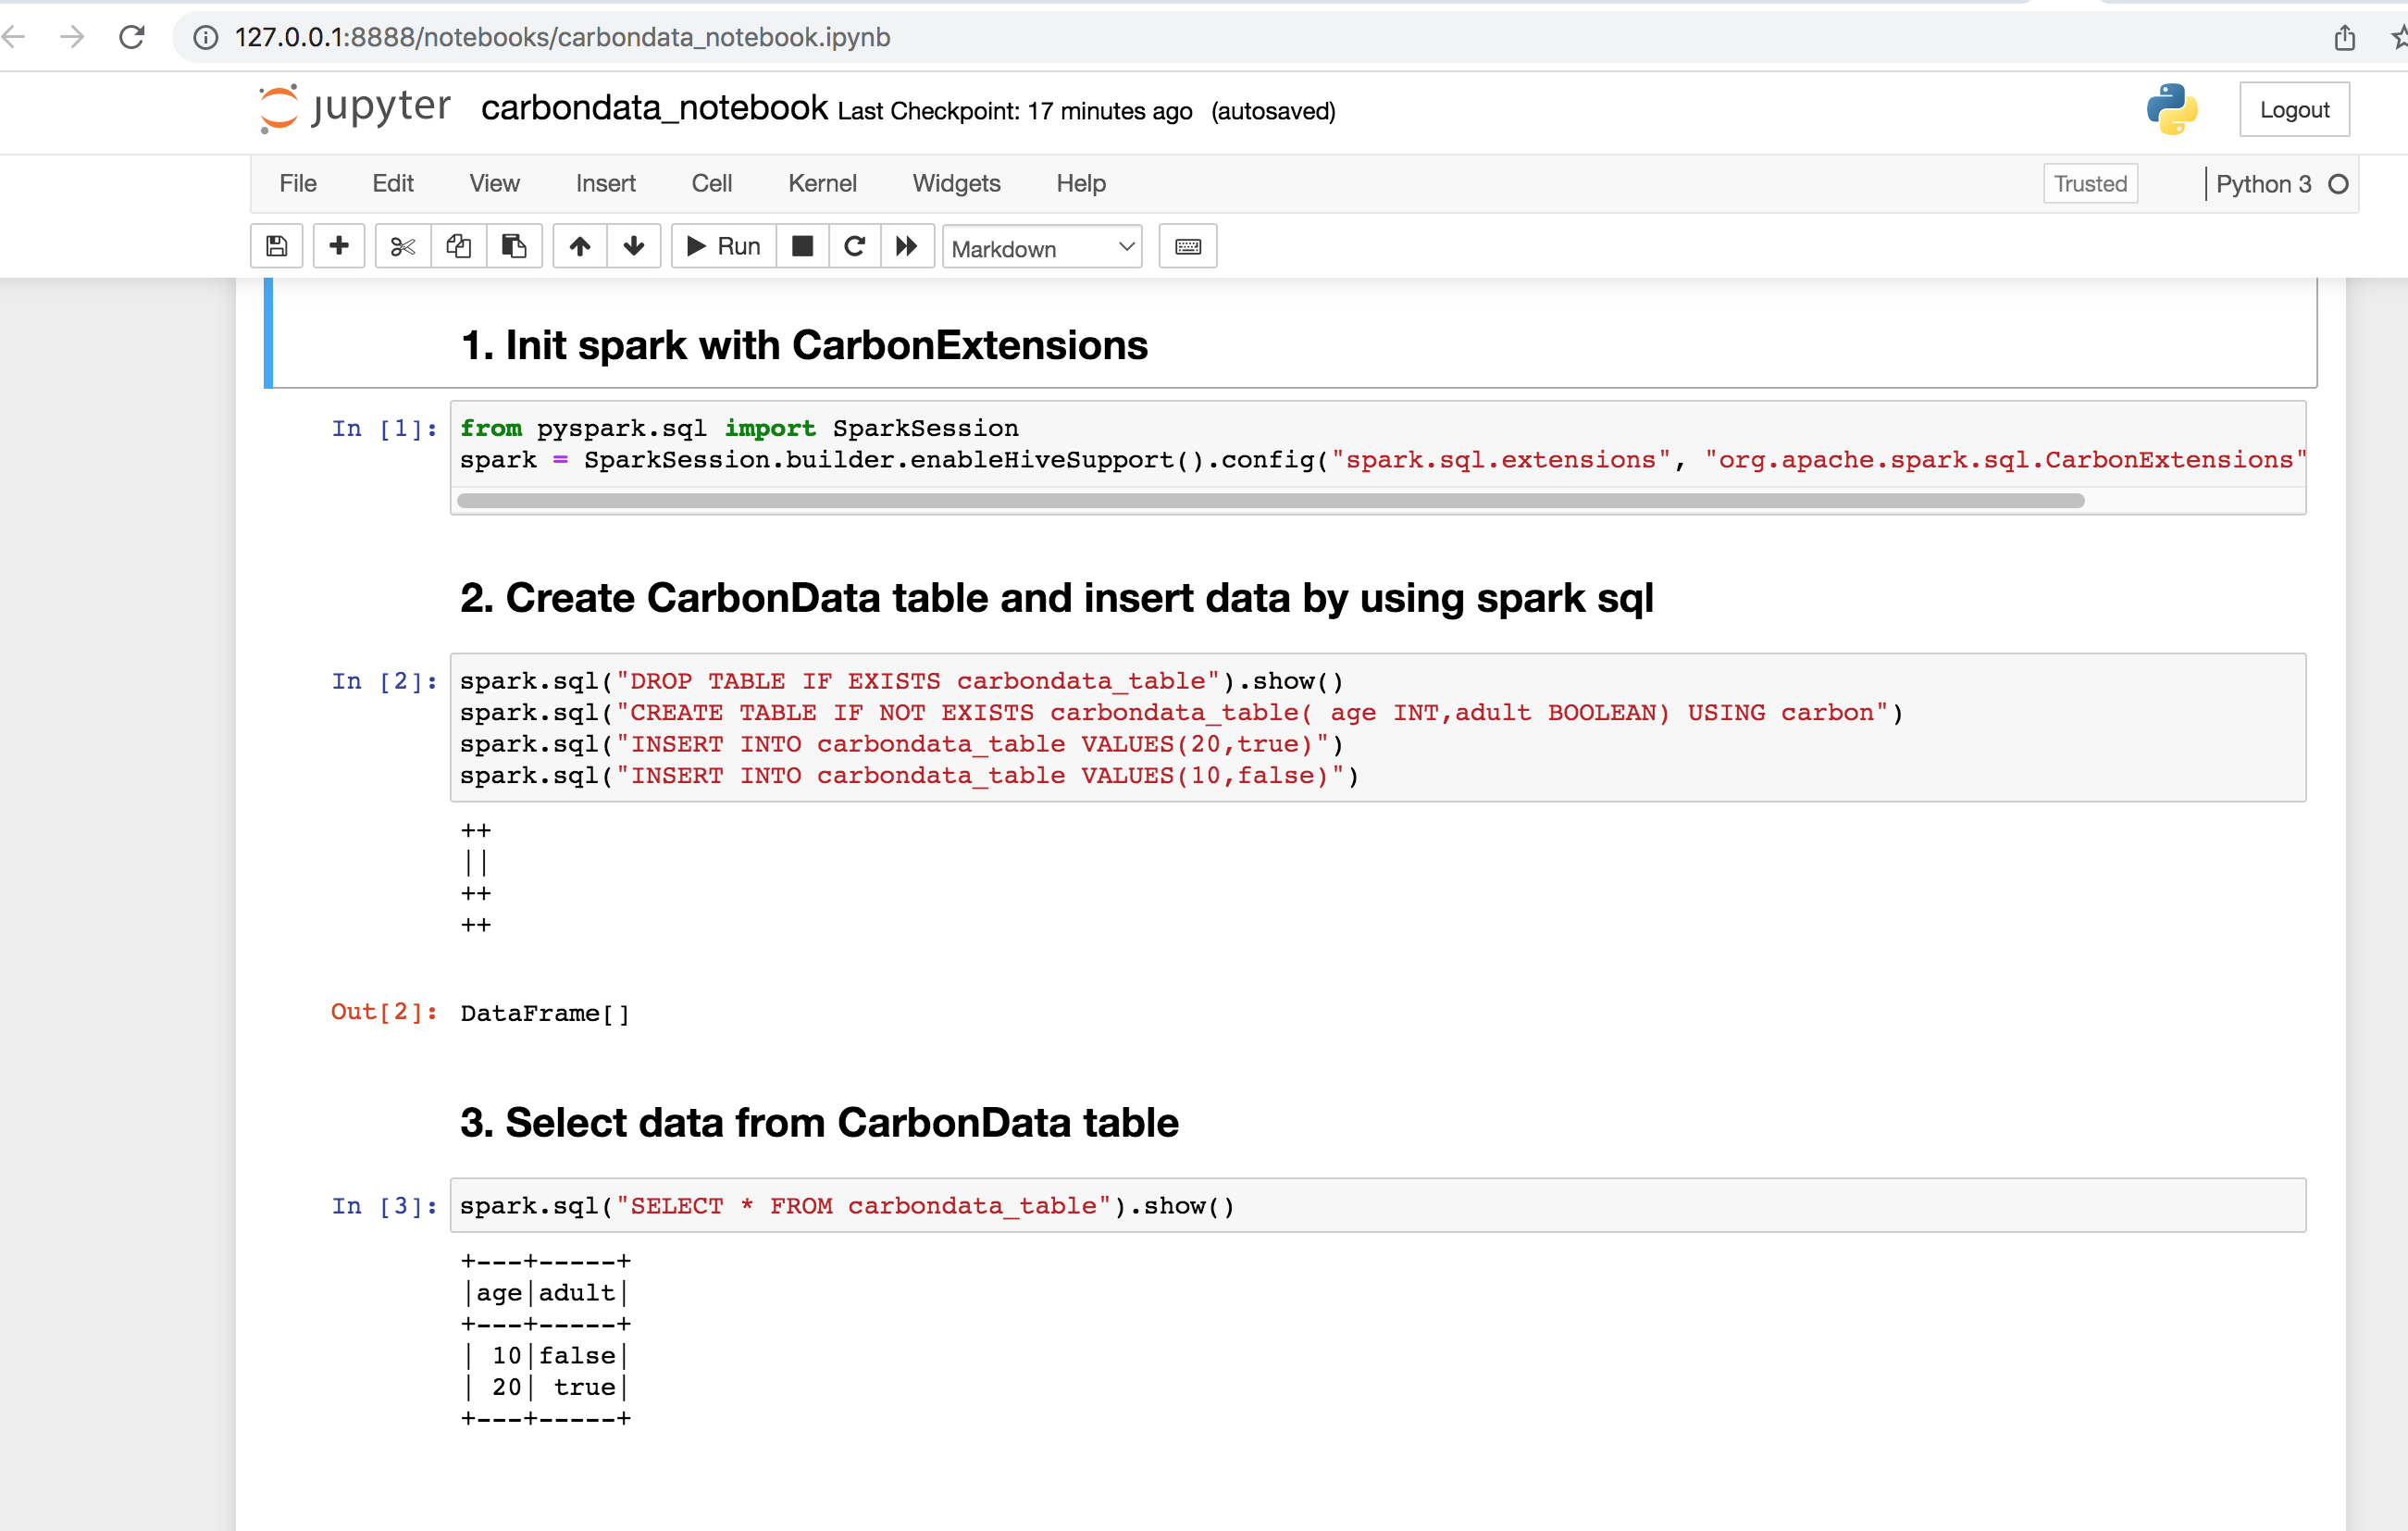 127.0.0.1:8888/notebooks/carbondata_notebook.ipynb
jupyter carbondata_notebook Last Checkpoint: 17 minutes ago (autosaved) Logout
File Edit View Insert Cell Kernel Widgets Help Trusted Python 3
Run Markdown
1. Init spark with CarbonExtensions
In [1]: from pyspark.sql import SparkSession
spark = SparkSession.builder.enableHiveSupport().config("spark.sql.extensions", "org.apache.spark.sql.CarbonExtensions"
2. Create CarbonData table and insert data by using spark sql
In [2]: spark.sql("DROP TABLE IF EXISTS carbondata_table").show()
spark.sql("CREATE TABLE IF NOT EXISTS carbondata_table( age INT,adult BOOLEAN) USING carbon")
spark.sql("INSERT INTO carbondata_table VALUES(20,true)")
spark.sql("INSERT INTO carbondata_table VALUES(10,false)")
++
||
++
++
Out[2]: DataFrame[]
3. Select data from CarbonData table
In [3]: spark.sql("SELECT * FROM carbondata_table").show()
+---+-----+
|age|adult|
+---+-----+
| 10|false|
| 20| true|
+---+-----+